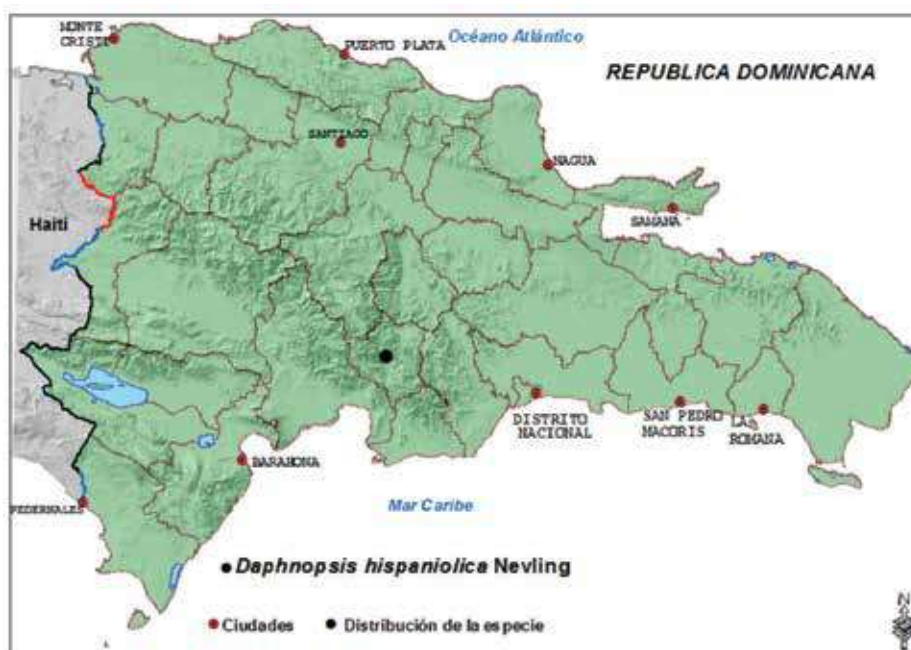 MONTE
CRISTI
PUERTO PLATA
Océano Atlántico
REPUBLICA DOMINICANA
SANTIAGO
NAGUA
SAMANA
Haiti
DISTRITO
NACIONAL
SAN PEDRO
MACORIS
LA
ROMANA
BARAHONA
PEDERNALES
Mar Caribe
Daphnopsis hispaniolica Nevling
Ciudades
Distribución de la especie
N